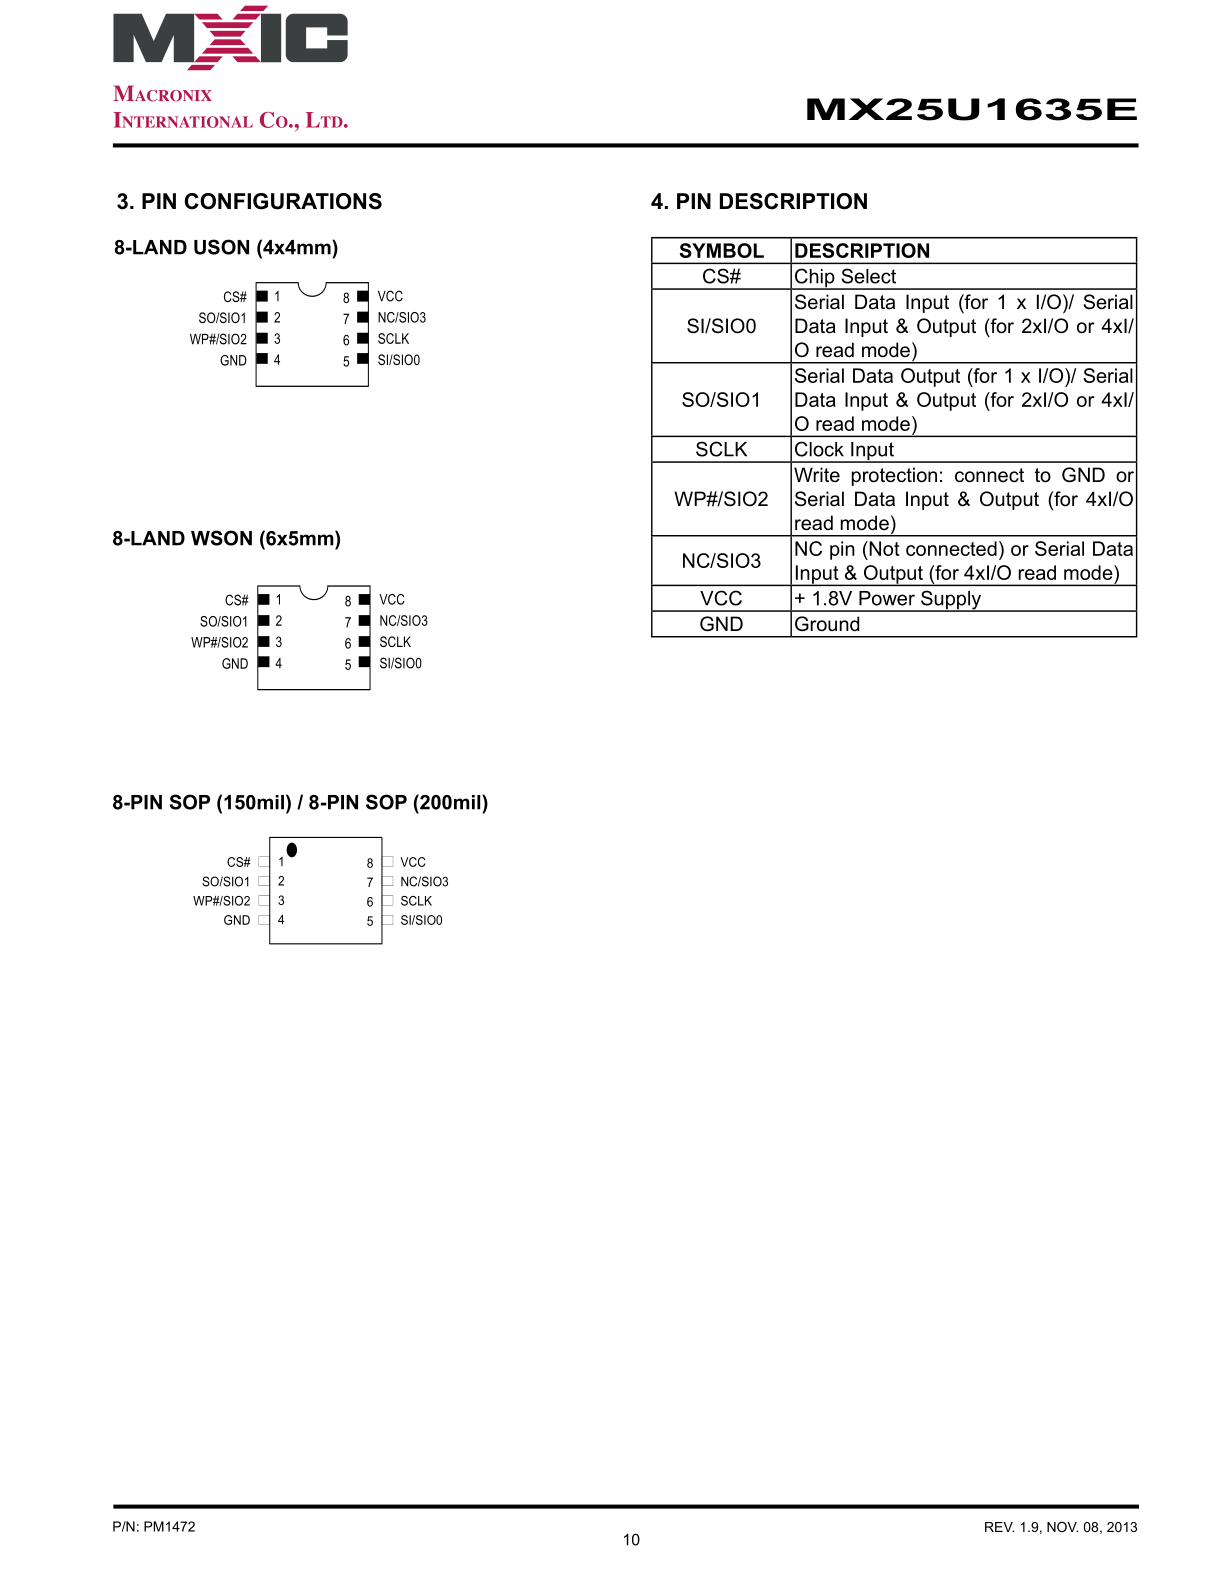 MXIC
MACRONIX
INTERNATIONAL CO., LTD.
MX25U1635E
3. PIN CONFIGURATIONS
8-LAND USON (4x4mm)
CS# 1 8 VCC
SO/SIO1 2 7 NC/SIO3
WP#/SIO2 3 6 SCLK
GND 4 5 SI/SIO0
8-LAND WSON (6x5mm)
CS# 1 8 VCC
SO/SIO1 2 7 NC/SIO3
WP#/SIO2 3 6 SCLK
GND 4 5 SI/SIO0
8-PIN SOP (150mil) / 8-PIN SOP (200mil)
CS# 1 8 VCC
SO/SIO1 2 7 NC/SIO3
WP#/SIO2 3 6 SCLK
GND 4 5 SI/SIO0
4. PIN DESCRIPTION
SYMBOL DESCRIPTION
CS# Chip Select
Serial Data Input (for 1 x I/O)/ Serial
SI/SIO0 Data Input & Output (for 2xI/O or 4xI/
O read mode)
Serial Data Output (for 1 x I/O)/ Serial
SO/SIO1 Data Input & Output (for 2xI/O or 4xI/
O read mode)
SCLK Clock Input
Write protection: connect to GND or
WP#/SIO2 Serial Data Input & Output (for 4xI/O
read mode)
NC/SIO3 NC pin (Not connected) or Serial Data
Input & Output (for 4xI/O read mode)
VCC + 1.8V Power Supply
GND Ground
P/N: PM1472
10
REV. 1.9, NOV. 08, 2013